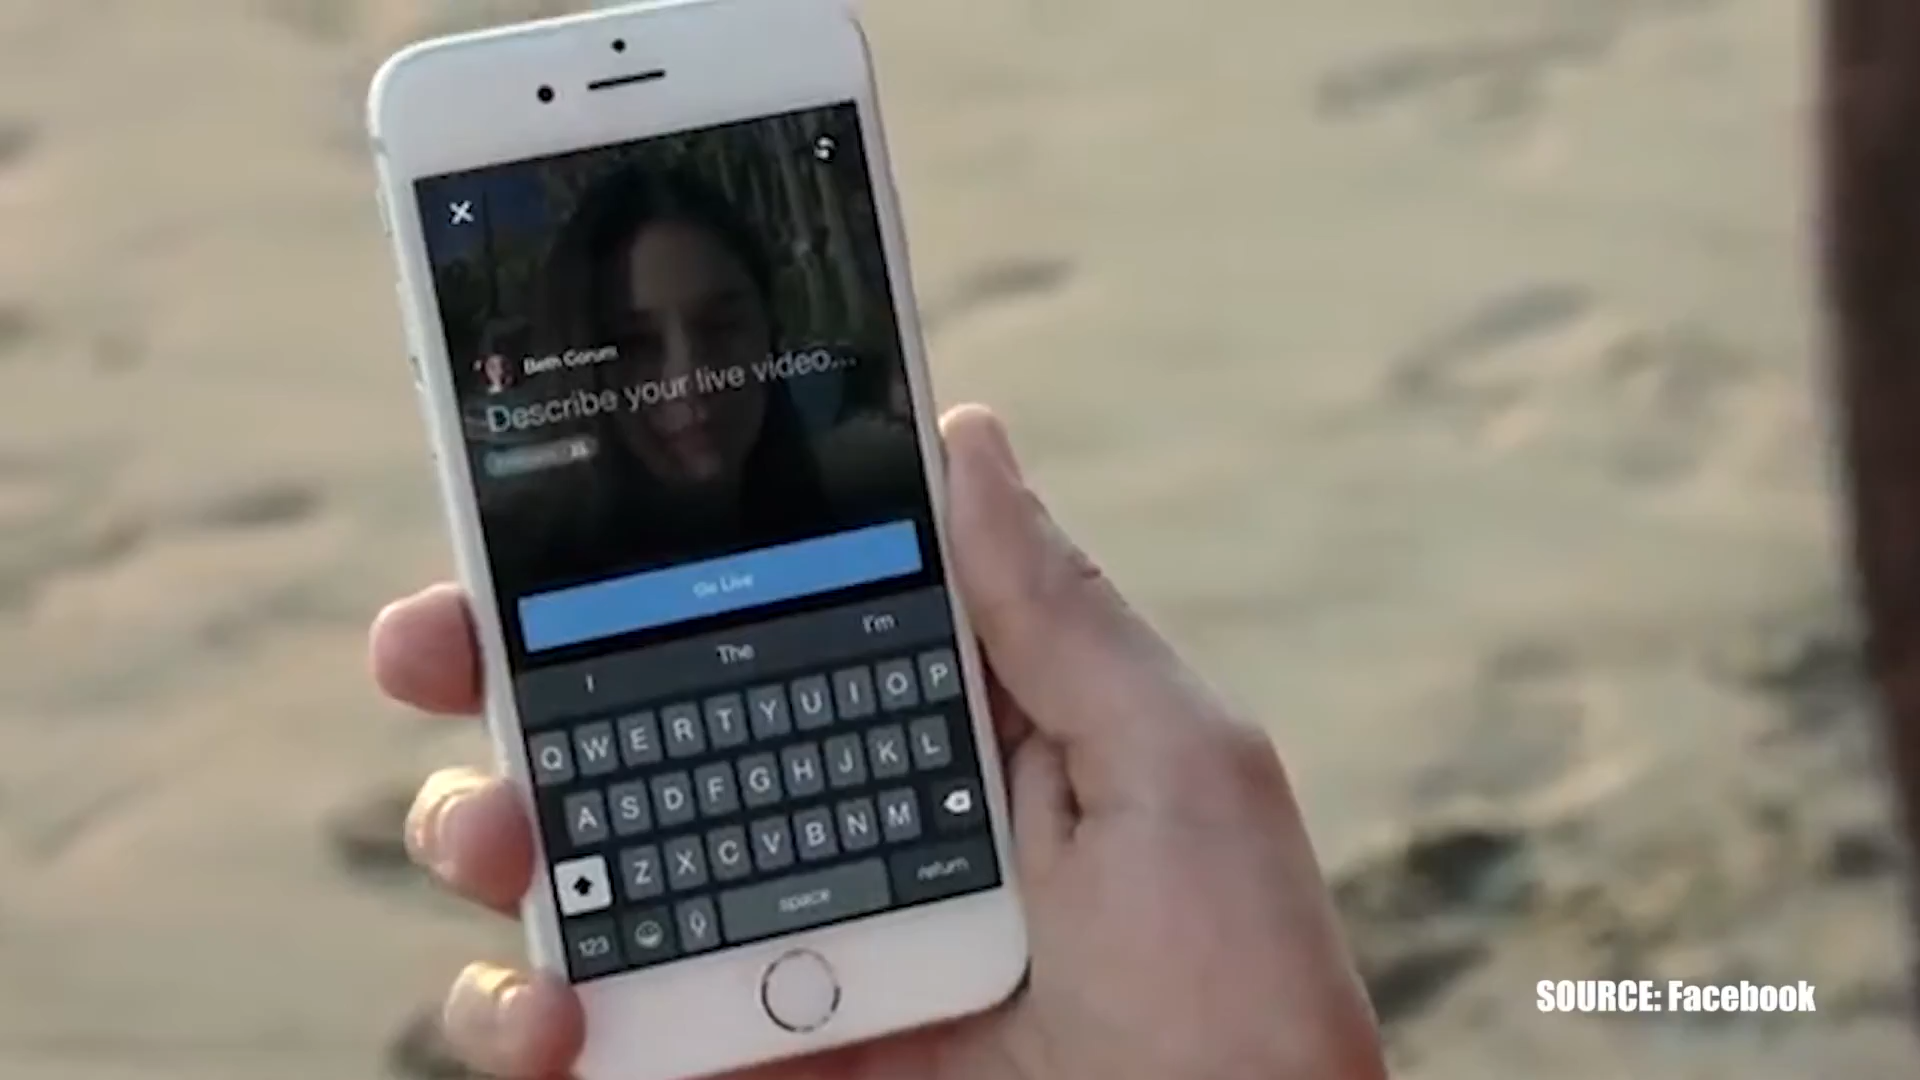 Beth Corum
Describe your live video...
Go Live
I The I'm
Q W E R T Y U I O P
A S D F G H J K L
Z X C V B N M
123 space return
SOURCE: Facebook